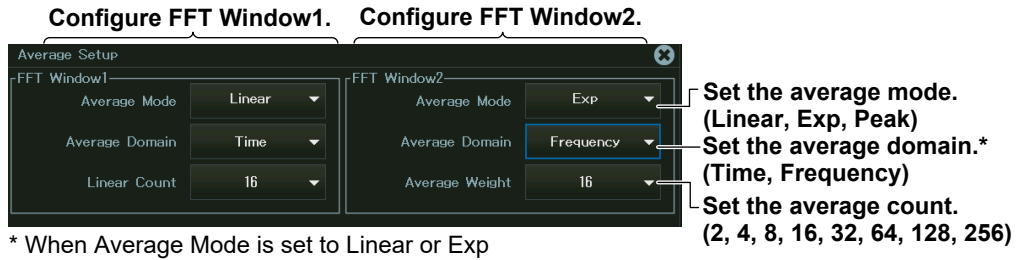 Configure FFT Window1. Configure FFT Window2.
Average Setup
FFT Window1
Average Mode Linear
Average Domain Time
Linear Count 16
FFT Window2
Average Mode Exp
Average Domain Frequency
Average Weight 16
Set the average mode.
(Linear, Exp, Peak)
Set the average domain.*
(Time, Frequency)
Set the average count.
(2, 4, 8, 16, 32, 64, 128, 256)
* When Average Mode is set to Linear or Exp